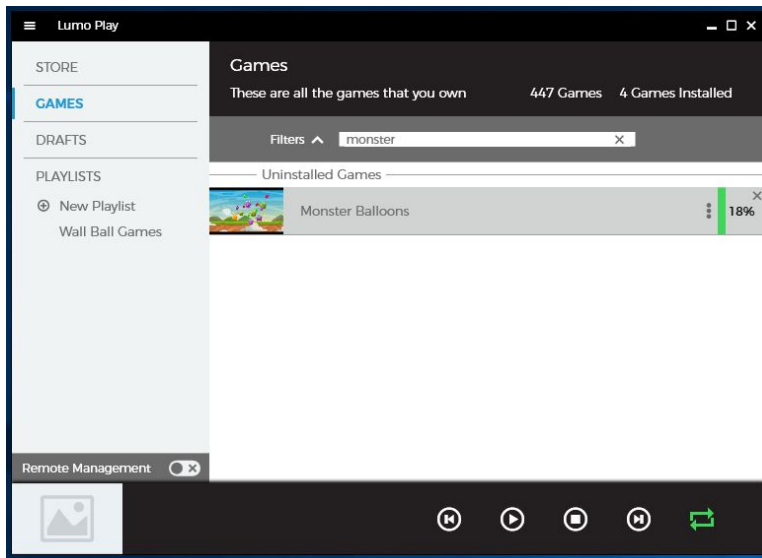 Lumo Play
STORE
GAMES
DRAFTS
PLAYLISTS
New Playlist
Wall Ball Games
Remote Management
Games
These are all the games that you own
447 Games
4 Games Installed
Filters
monster
Uninstalled Games
Monster Balloons
18%